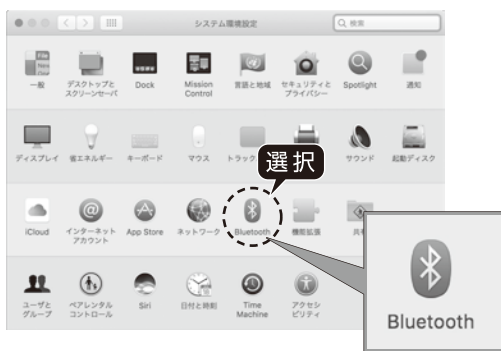 システム環境設定
検索
File
New
一般
デスクトップと
スクリーンセーバ
Dock
Mission
Control
言語と地域
セキュリティと
プライバシー
Spotlight
通知
ディスプレイ
省エネルギー
キーボード
マウス
トラック
選択
サウンド
起動ディスク
iCloud
インターネット
アカウント
App Store
ネットワーク
Bluetooth
機能拡張
共有
Bluetooth
ユーザと
グループ
ペアレンタル
コントロール
Siri
日付と時刻
Time
Machine
アクセシ
ビリティ